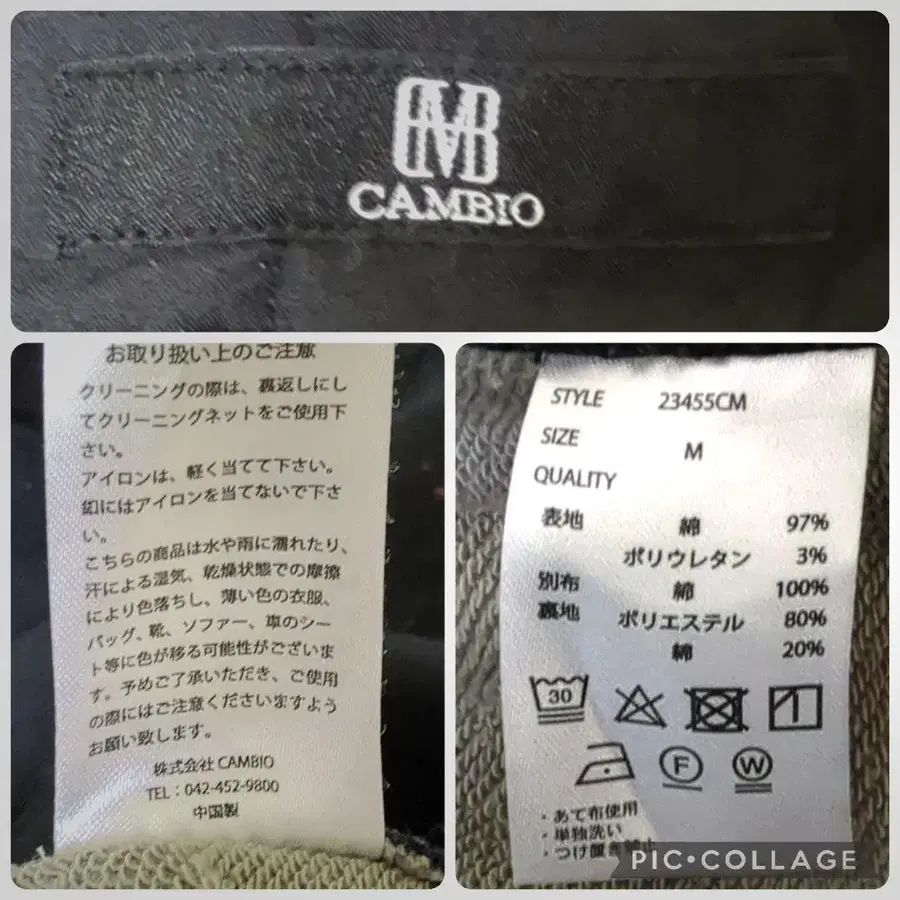 CAMBIO
お取り扱い上のご注意
クリーニングの際は、裏返しにし
てクリーニングネットをご使用下
さい。
アイロンは、軽く当てて下さい。
釦にはアイロンを当てないで下さ
い。
こちらの商品は水や雨に濡れたり、
汗による湿気、乾燥状態での摩擦
により色落ちし、薄い色の衣服、
バッグ、靴、ソファー、車のシー
ト等に色が移る可能性がございま
す。予めご了承いただき、ご使用
の際にはご注意くださいますよう
お願い致します。
株式会社 CAMBIO
TEL：042-452-9800
中国製
STYLE 23455CM
SIZE M
QUALITY
表地 綿 97%
ポリウレタン 3%
別布 綿 100%
裏地 ポリエステル 80%
綿 20%
30
F W
・あて布使用
・単独洗い
・つけ置き禁止
PIC•COLLAGE